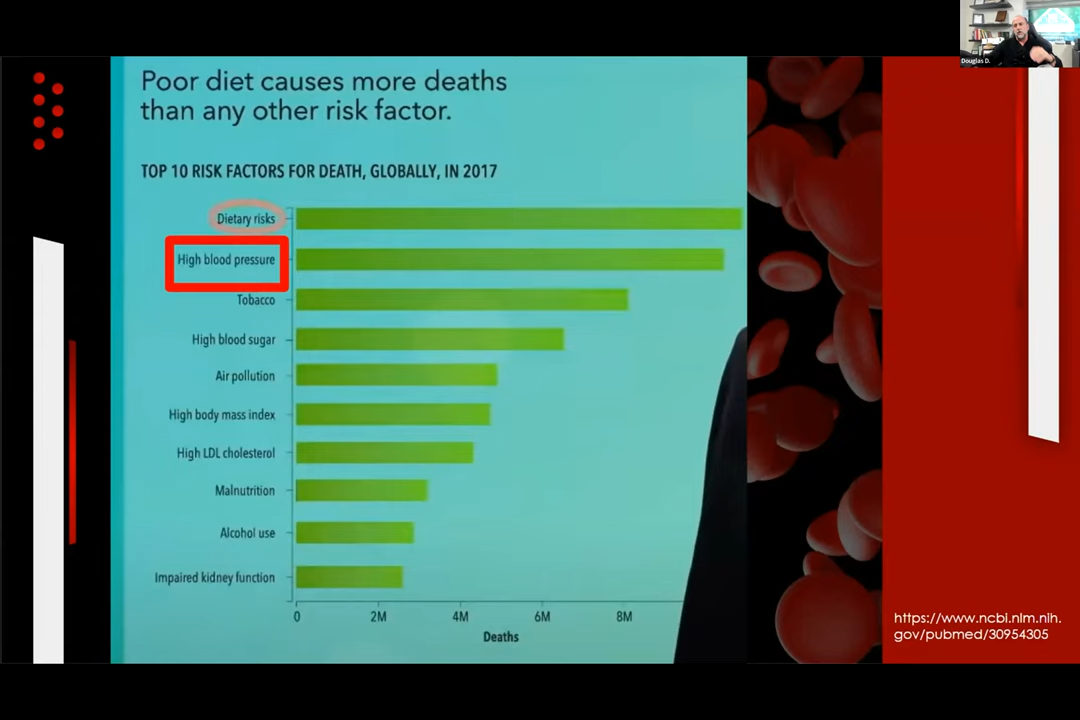 Douglas D.
Poor diet causes more deaths
than any other risk factor.
TOP 10 RISK FACTORS FOR DEATH, GLOBALLY, IN 2017
Dietary risks
High blood pressure
Tobacco
High blood sugar
Air pollution
High body mass index
High LDL cholesterol
Malnutrition
Alcohol use
Impaired kidney function
0 2M 4M 6M 8M
Deaths
https://www.ncbi.nlm.nih.
gov/pubmed/30954305